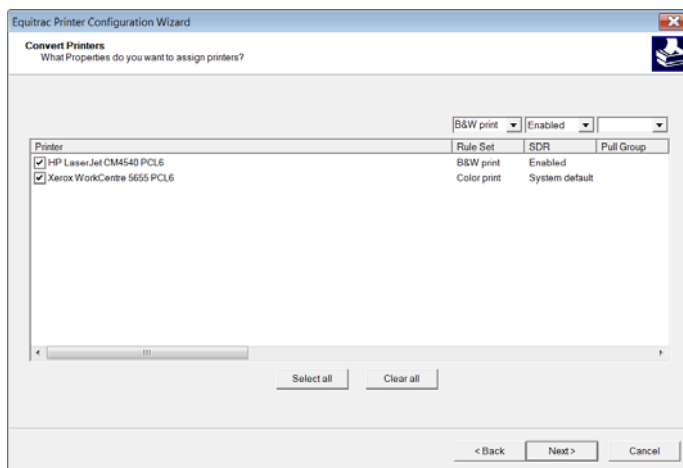 Equitrac Printer Configuration Wizard
Convert Printers
What Properties do you want to assign printers?
B&W print Enabled
Printer Rule Set SDR Pull Group
HP LaserJet CM4540 PCL6 B&W print Enabled
Xerox WorkCentre 5655 PCL6 Color print System default
Select all Clear all
< Back Next > Cancel